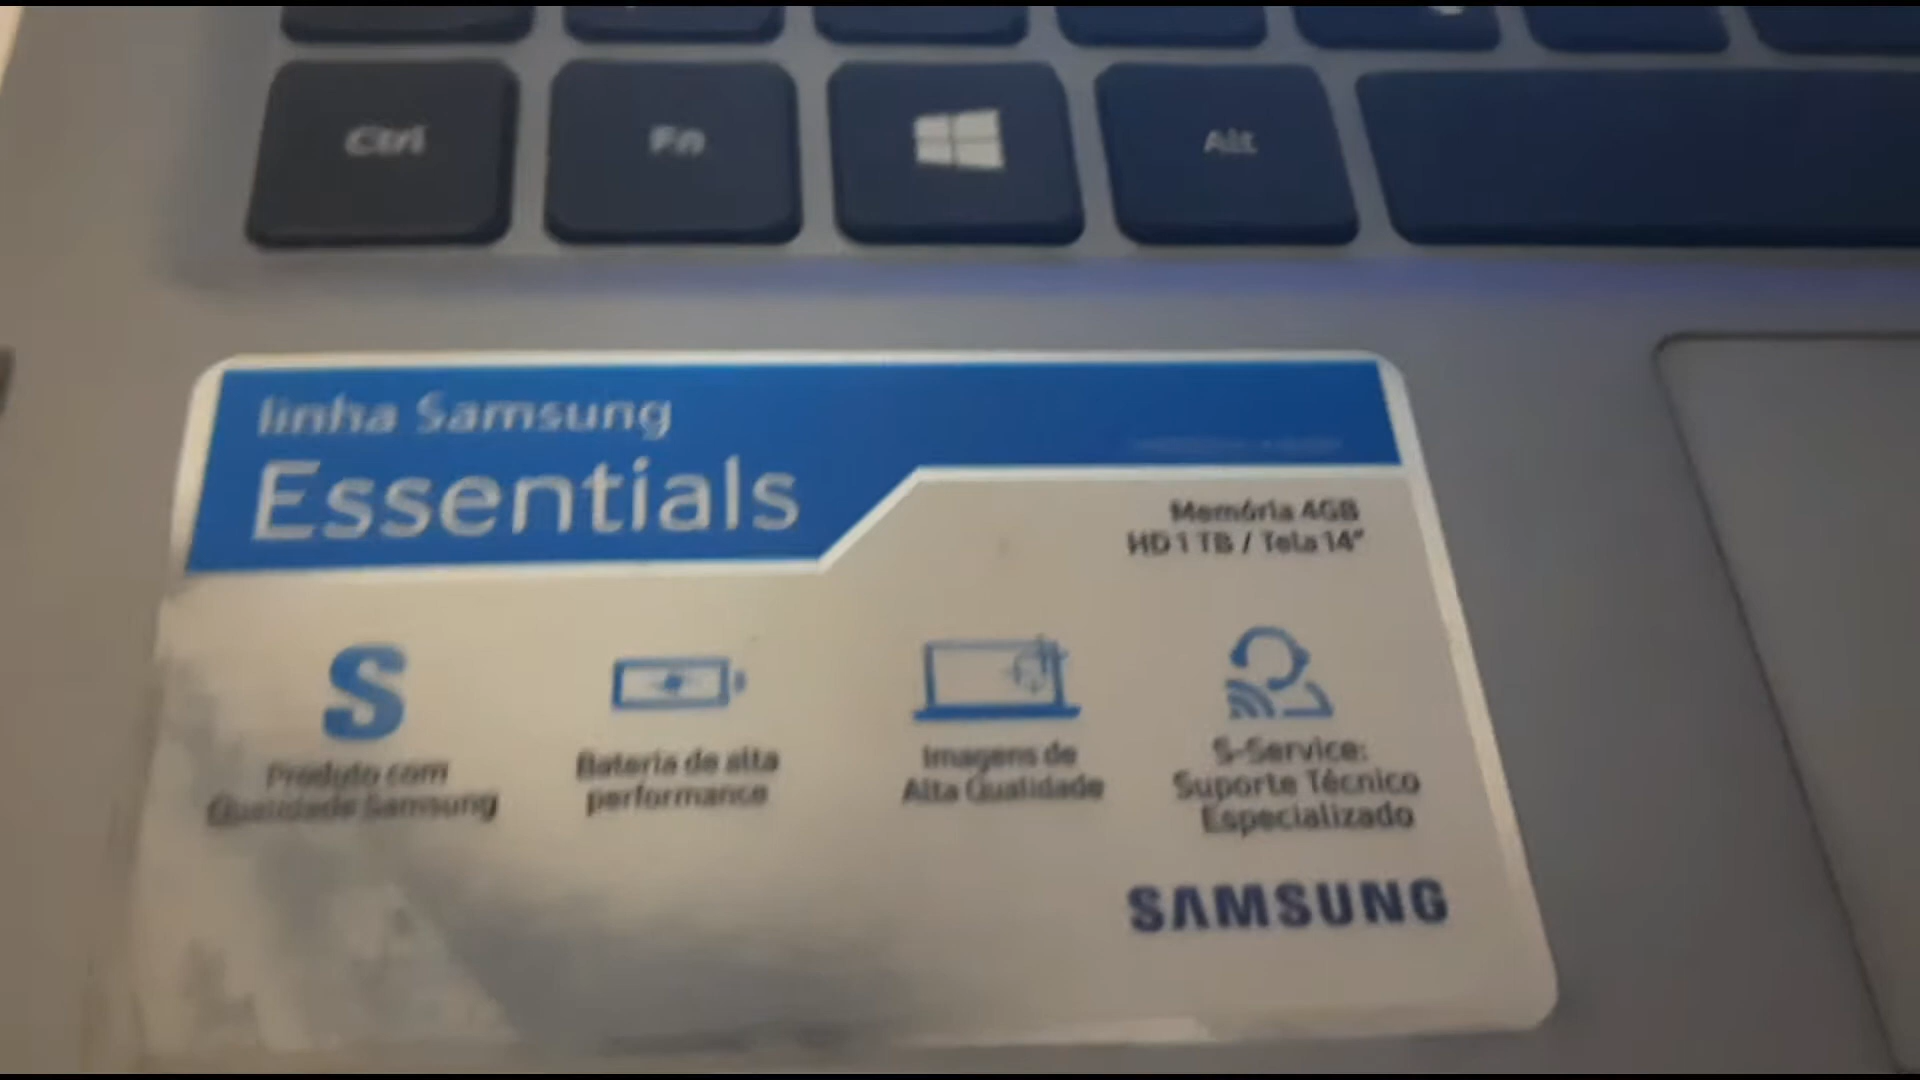 Ctrl Fn Alt
linha Samsung
Essentials
Memória 4GB
HD 1 TB / Tela 14"
S
Produto com
Qualidade Samsung
Bateria de alta
performance
Imagens de
Alta Qualidade
S-Service:
Suporte Técnico
Especializado
SAMSUNG